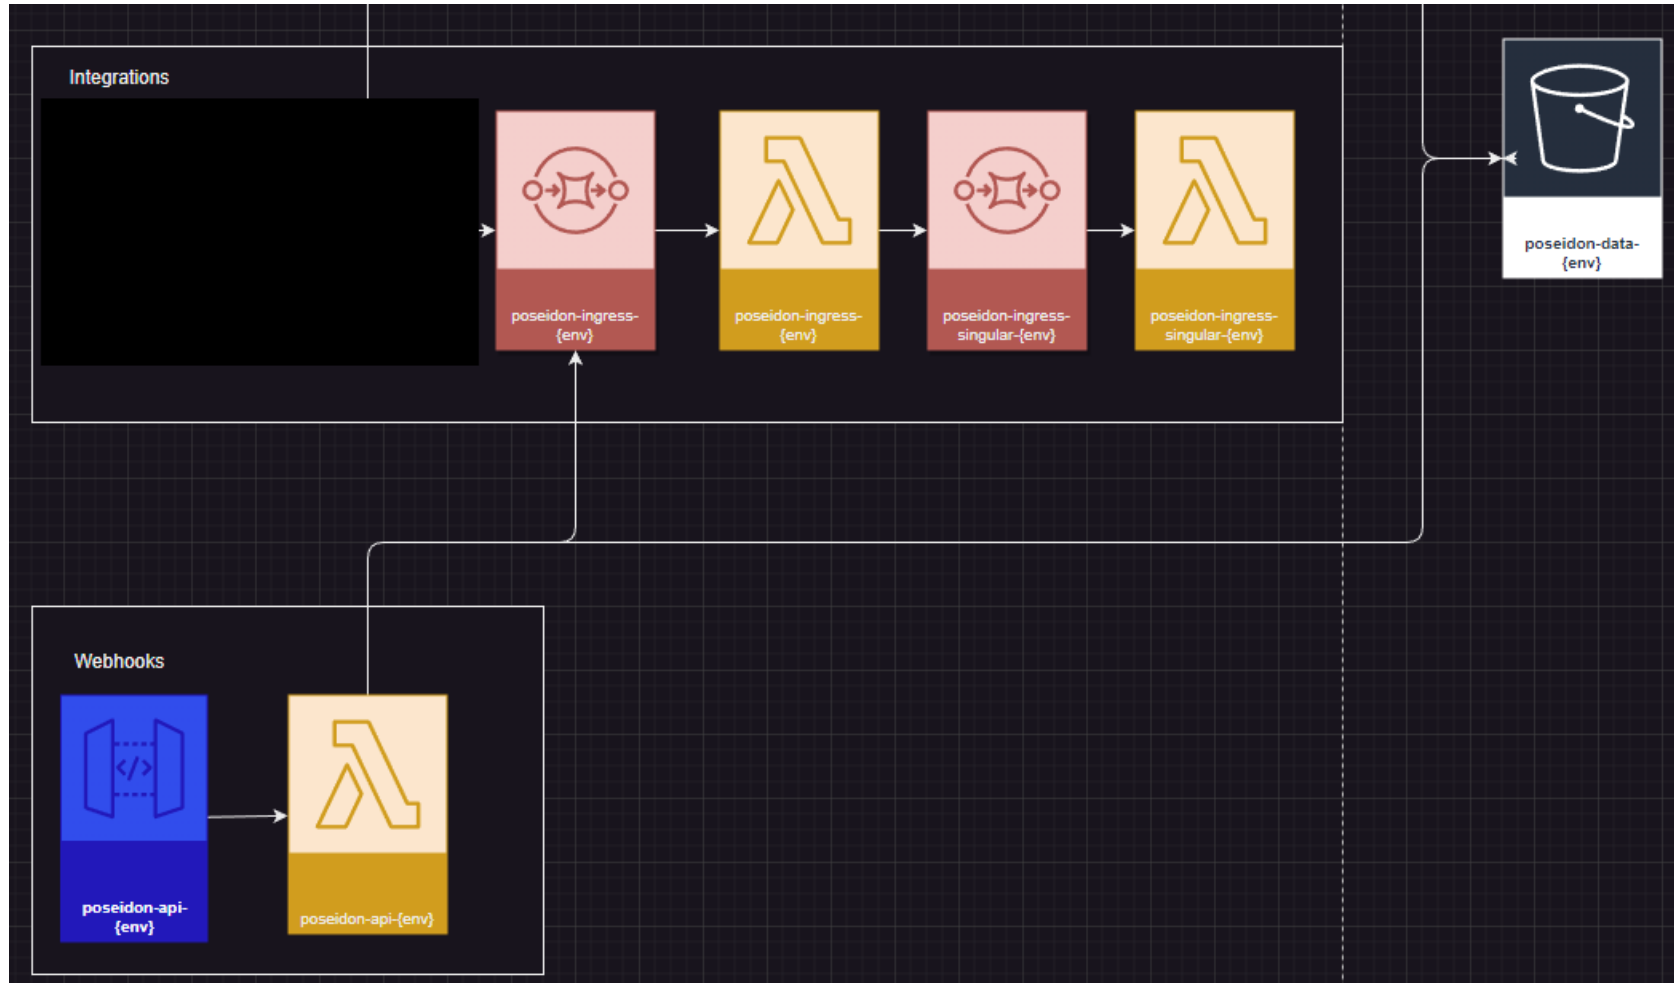 Integrations
poseidon-ingress-
{env}
poseidon-ingress-
{env}
poseidon-ingress-
singular-{env}
poseidon-ingress-
singular-{env}
poseidon-data-
{env}
Webhooks
</>
poseidon-api-
{env}
poseidon-api-{env}